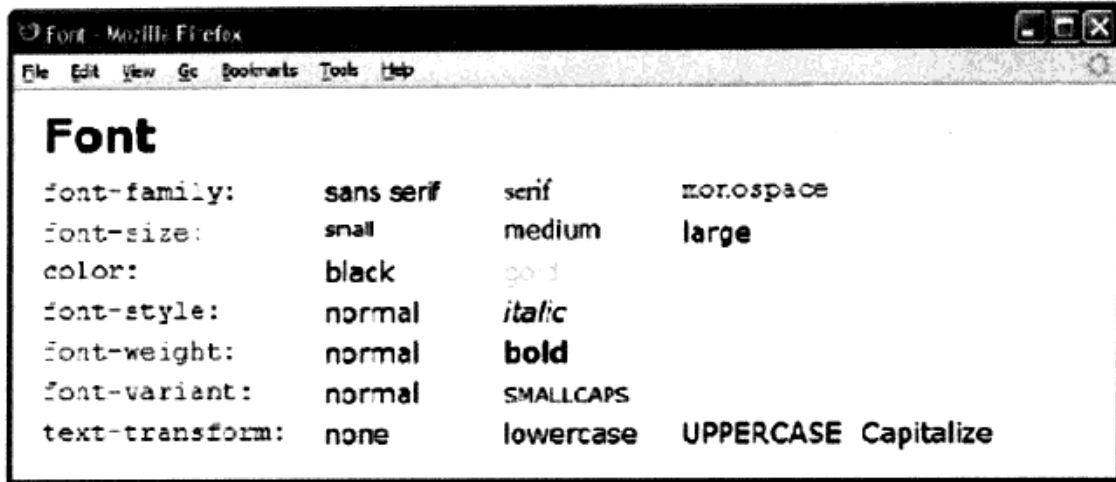 Font - Mozilla Firefox
File Edit View Go Bookmarks Tools Help
Font
font-family: sans serif serif monospace
font-size: small medium large
color: black gold
font-style: normal italic
font-weight: normal bold
font-variant: normal SMALLCAPS
text-transform: none lowercase UPPERCASE Capitalize